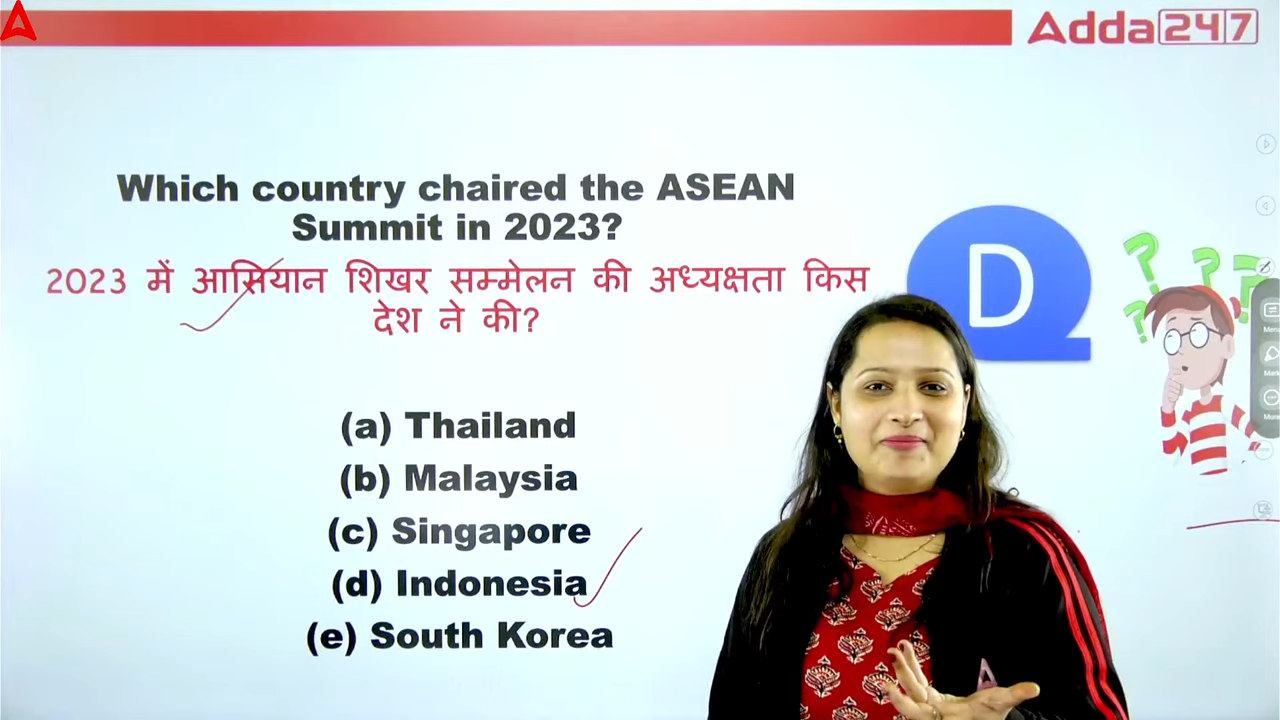 Adda247
Which country chaired the ASEAN
Summit in 2023?
2023 में आसियान शिखर सम्मेलन की अध्यक्षता किस
देश ने की?
D
(a) Thailand
(b) Malaysia
(c) Singapore
(d) Indonesia
(e) South Korea